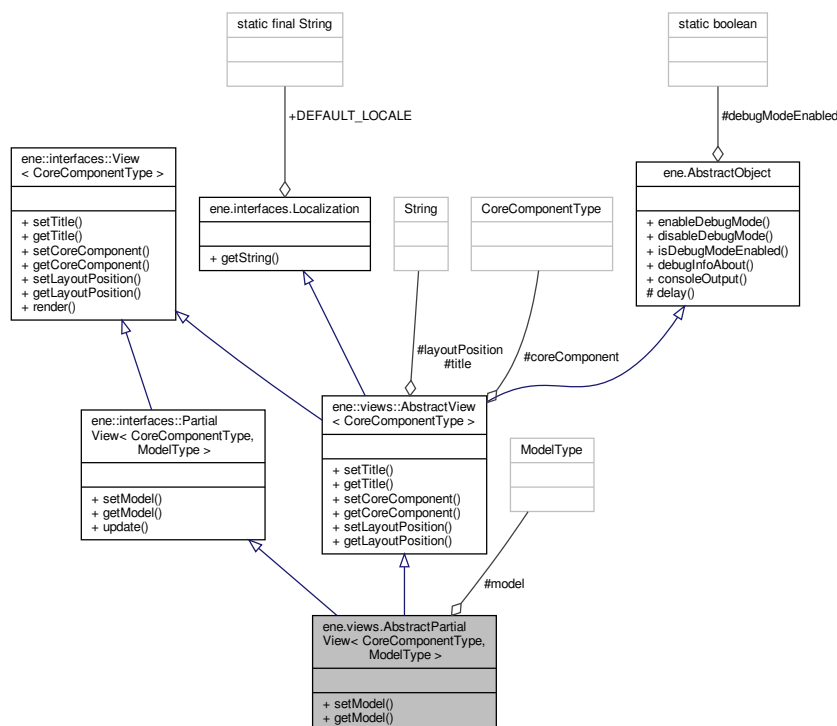 static final String
static boolean
+DEFAULT_LOCALE
#debugModeEnabled
ene::interfaces::View
< CoreComponentType >
+ setTitle()
+ getTitle()
+ setCoreComponent()
+ getCoreComponent()
+ setLayoutPosition()
+ getLayoutPosition()
+ render()
ene.interfaces.Localization
+ getString()
String
CoreComponentType
ene.AbstractObject
+ enableDebugMode()
+ disableDebugMode()
+ isDebugModeEnabled()
+ debugInfoAbout()
+ consoleOutput()
# delay()
#layoutPosition
#title
#coreComponent
ene::interfaces::Partial
View< CoreComponentType,
ModelType >
+ setModel()
+ getModel()
+ update()
ene::views::AbstractView
< CoreComponentType >
+ setTitle()
+ getTitle()
+ setCoreComponent()
+ getCoreComponent()
+ setLayoutPosition()
+ getLayoutPosition()
ModelType
#model
ene.views.AbstractPartial
View< CoreComponentType,
ModelType >
+ setModel()
+ getModel()